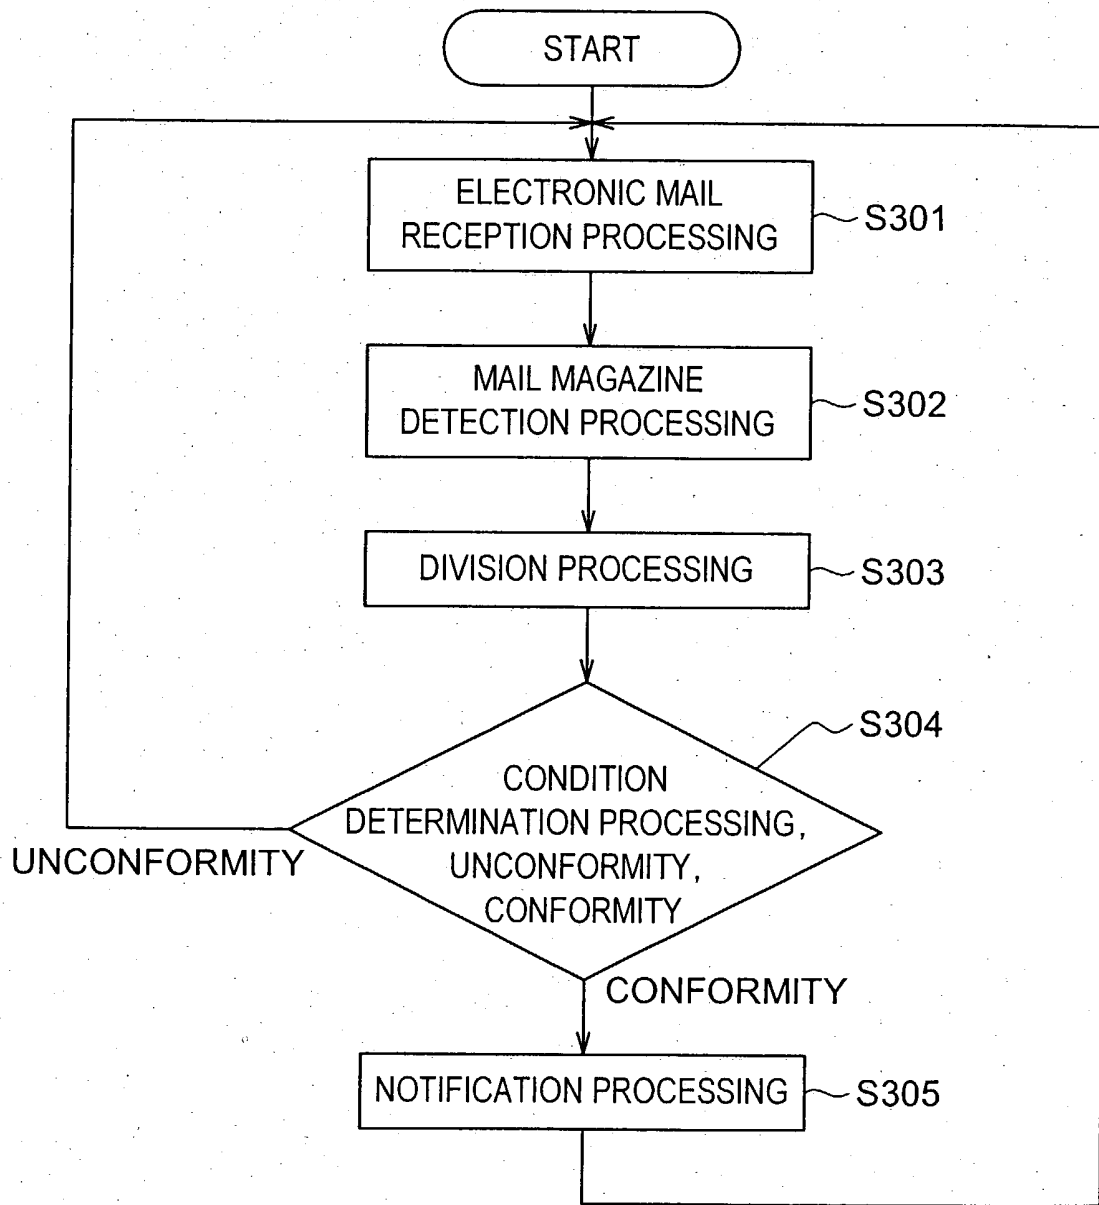 START
ELECTRONIC MAIL
RECEPTION PROCESSING
S301
MAIL MAGAZINE
DETECTION PROCESSING
S302
DIVISION PROCESSING
S303
S304
CONDITION
DETERMINATION PROCESSING,
UNCONFORMITY,
CONFORMITY
UNCONFORMITY
CONFORMITY
NOTIFICATION PROCESSING
S305